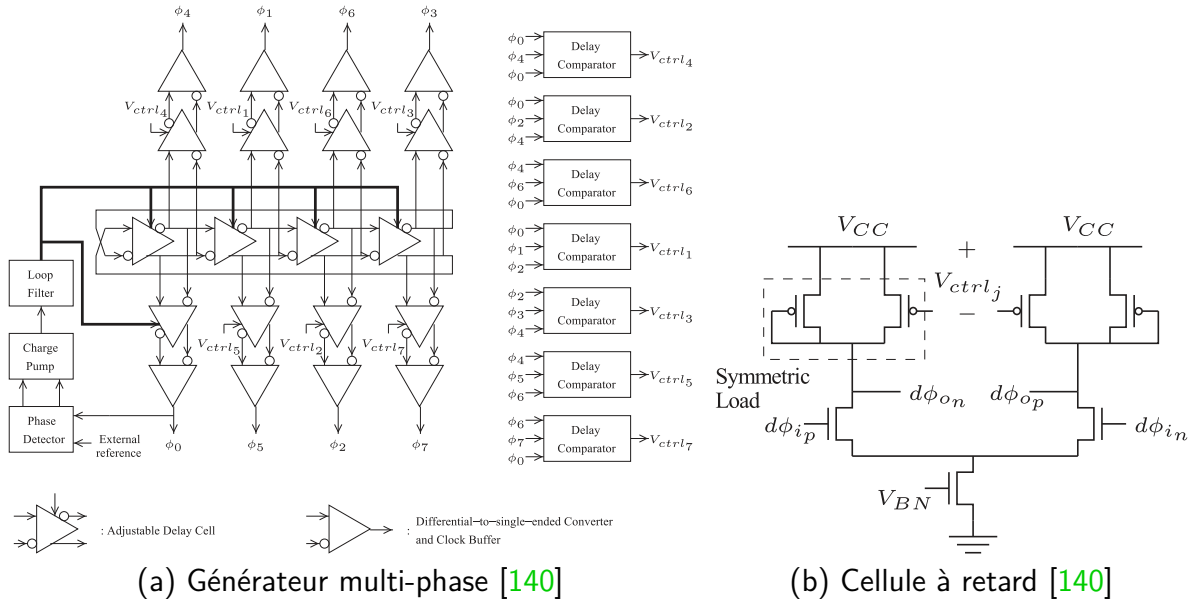 ϕ4 ϕ1 ϕ6 ϕ3
Vctrl4 Vctrl1 Vctrl6 Vctrl3
Loop
Filter
Charge
Pump
Phase
Detector
External
reference
Vctrl5 Vctrl2 Vctrl7
ϕ0 ϕ5 ϕ2 ϕ7
: Adjustable Delay Cell
: Differential-to-single-ended Converter
and Clock Buffer
ϕ0
ϕ4
ϕ0
Delay
Comparator
Vctrl4
ϕ0
ϕ2
ϕ4
Delay
Comparator
Vctrl2
ϕ4
ϕ6
ϕ0
Delay
Comparator
Vctrl6
ϕ0
ϕ1
ϕ2
Delay
Comparator
Vctrl1
ϕ2
ϕ3
ϕ4
Delay
Comparator
Vctrl3
ϕ4
ϕ5
ϕ6
Delay
Comparator
Vctrl5
ϕ6
ϕ7
ϕ0
Delay
Comparator
Vctrl7
(a) Générateur multi-phase [140]
VCC + VCC
Vctrlj
−
Symmetric
Load
dϕon dϕop
dϕip dϕin
VBN
(b) Cellule à retard [140]